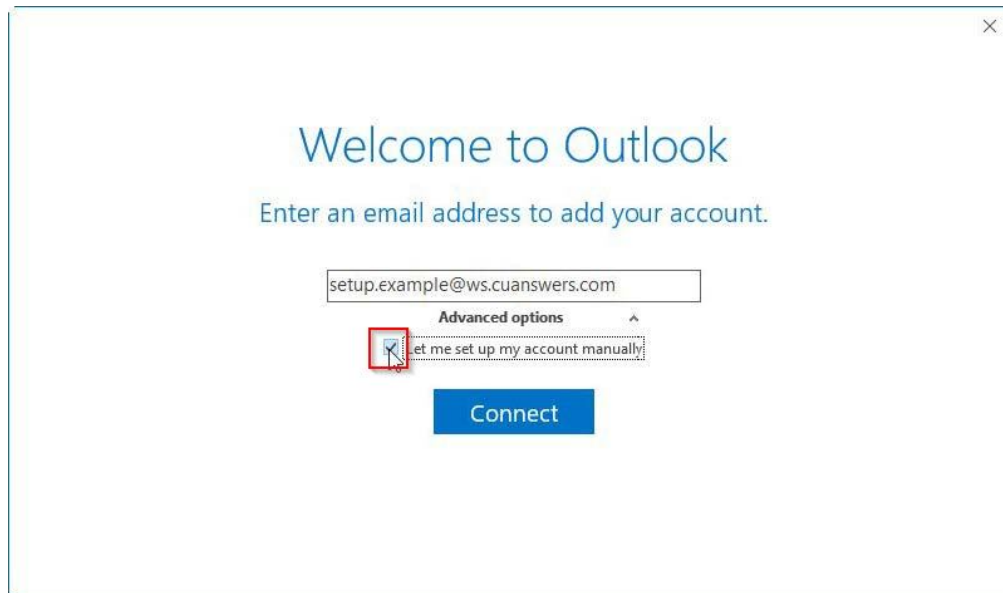 Welcome to Outlook
Enter an email address to add your account.
setup.example@ws.cuanswers.com
Advanced options
Let me set up my account manually
Connect